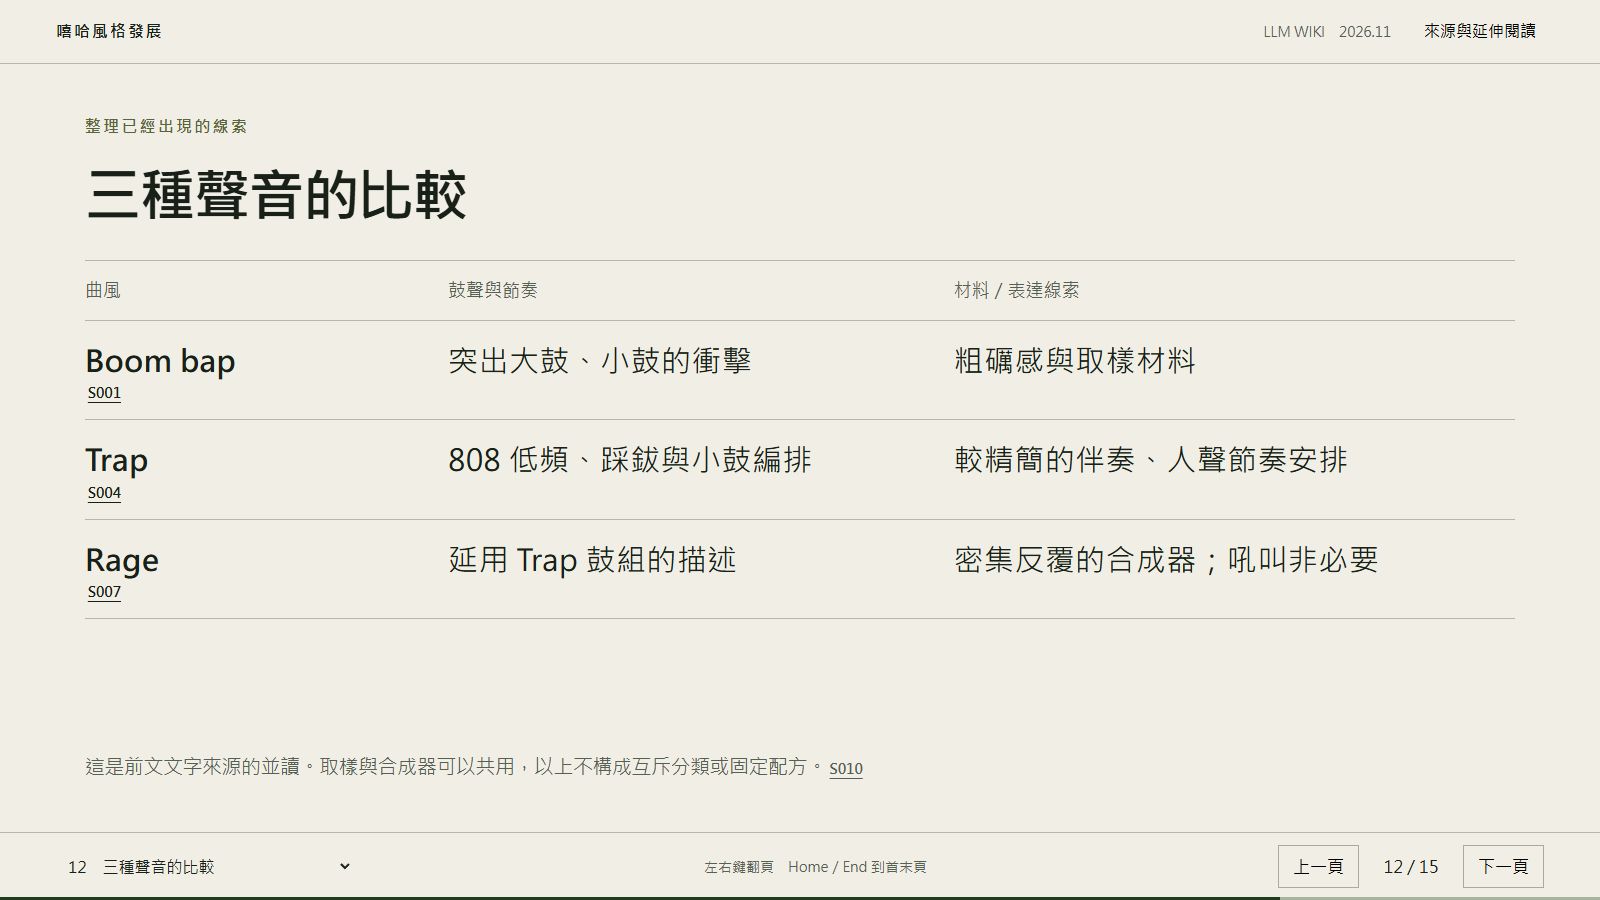 嘻哈風格發展
LLM WIKI 2026.11 來源與延伸閱讀
整理已經出現的線索
三種聲音的比較
曲風 鼓聲與節奏 材料 / 表達線索
Boom bap 突出大鼓、小鼓的衝擊 粗礪感與取樣材料
S001
Trap 808 低頻、踩鈸與小鼓編排 較精簡的伴奏、人聲節奏安排
S004
Rage 延用 Trap 鼓組的描述 密集反覆的合成器；吼叫非必要
S007
這是前文文字來源的並讀。取樣與合成器可以共用，以上不構成互斥分類或固定配方。 S010
12 三種聲音的比較 左右鍵翻頁 Home / End 到首末頁 上一頁 12 / 15 下一頁